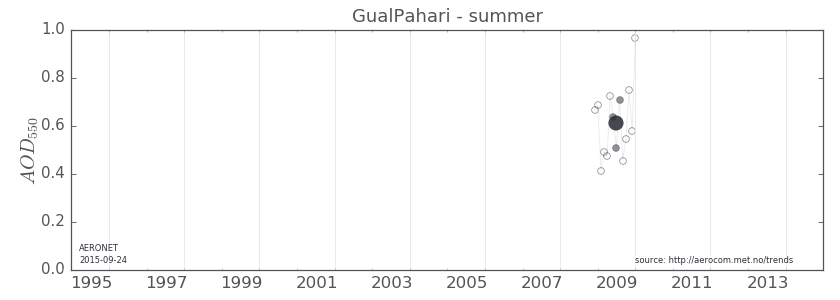 GualPahari - summer
1.0
0.8
0.6
0.4
0.2
0.0
AOD550
AERONET
2015-09-24
source: http://aerocom.met.no/trends
1995 1997 1999 2001 2003 2005 2007 2009 2011 2013